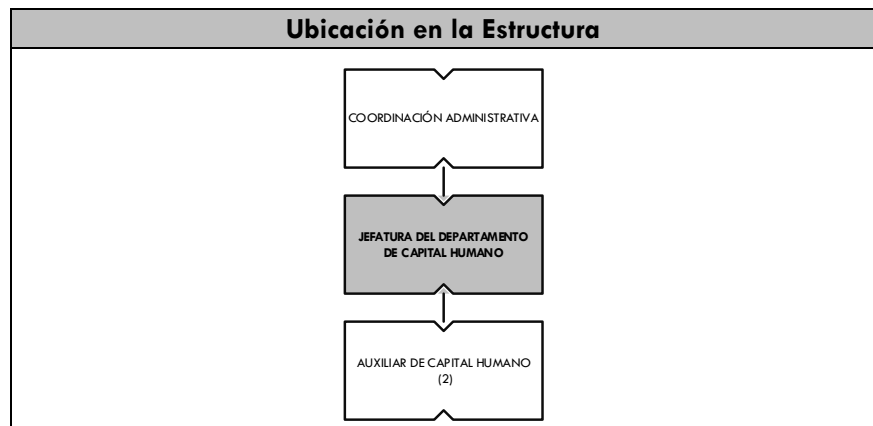 Ubicación en la Estructura
COORDINACIÓN ADMINISTRATIVA
JEFATURA DEL DEPARTAMENTO
DE CAPITAL HUMANO
AUXILIAR DE CAPITAL HUMANO
(2)